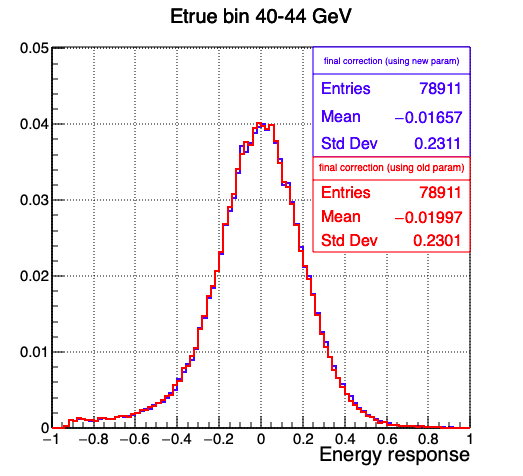 Etrue bin 40-44 GeV
0.05
final correction (using new param)
Entries 78911
Mean −0.01657
Std Dev 0.2311
0.04
final correction (using old param)
Entries 78911
Mean −0.01997
Std Dev 0.2301
0.03
0.02
0.01
0
−1 −0.8 −0.6 −0.4 −0.2 0 0.2 0.4 0.6 0.8 1
Energy response